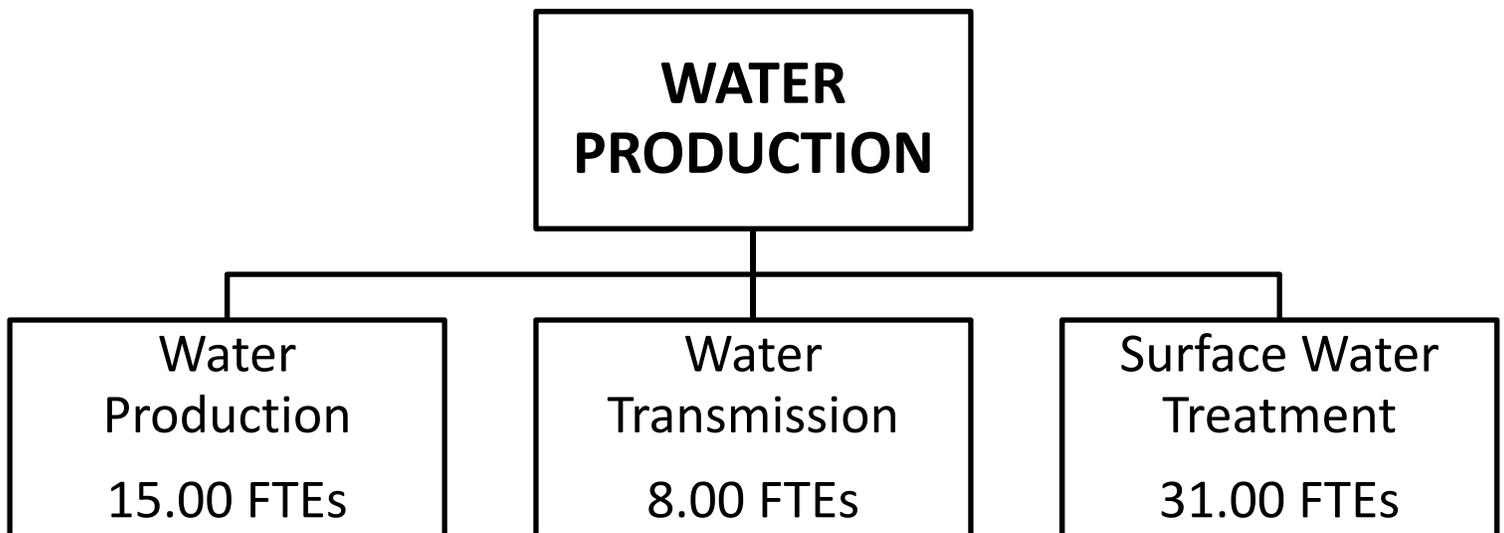 WATER
PRODUCTION
Water
Production
15.00 FTEs
Water
Transmission
8.00 FTEs
Surface Water
Treatment
31.00 FTEs